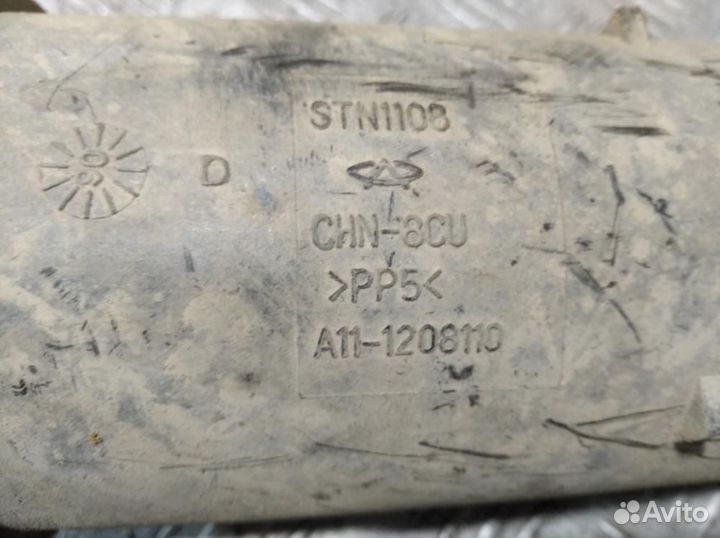 STN1108
D
CHN-8CU
>PP5<
A11-1208110
Avito